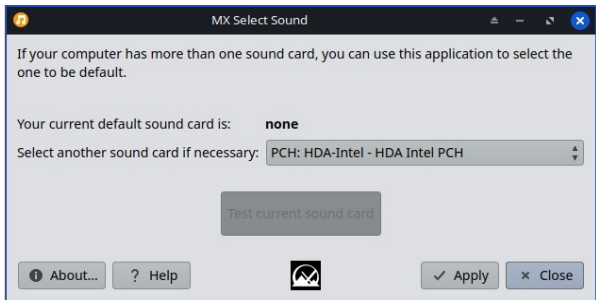 MX Select Sound
If your computer has more than one sound card, you can use this application to select the
one to be default.
Your current default sound card is: none
Select another sound card if necessary: PCH: HDA-Intel - HDA Intel PCH
Test current sound card
About... ? Help Apply Close